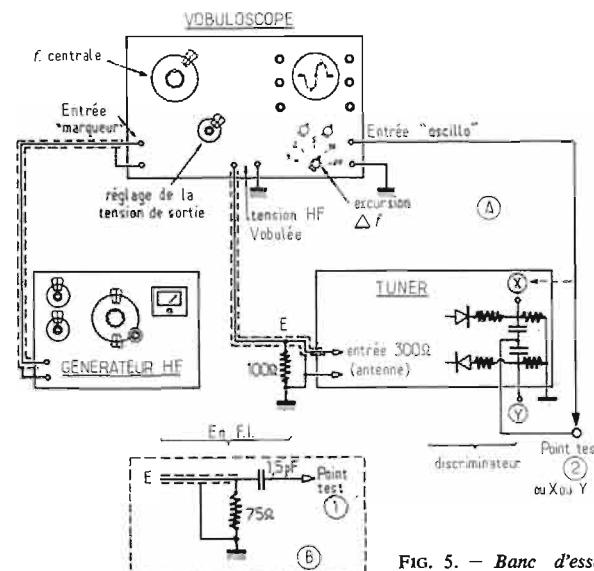 VOBULOSCOPE
f. centrale
Entrée
"marqueur"
réglage de la
tension de sortie
tension HF
Vobulée
excursion
Δf
Entrée "oscillo"
A
GENERATEUR HF
TUNER
X
E
100Ω
entrée 300Ω
(antenne)
Y
discriminateur
Point test
2
ou X ou Y
En F.I.
E
1,5pF
Point
test
1
75Ω
B
FIG. 5. — Banc d'ess